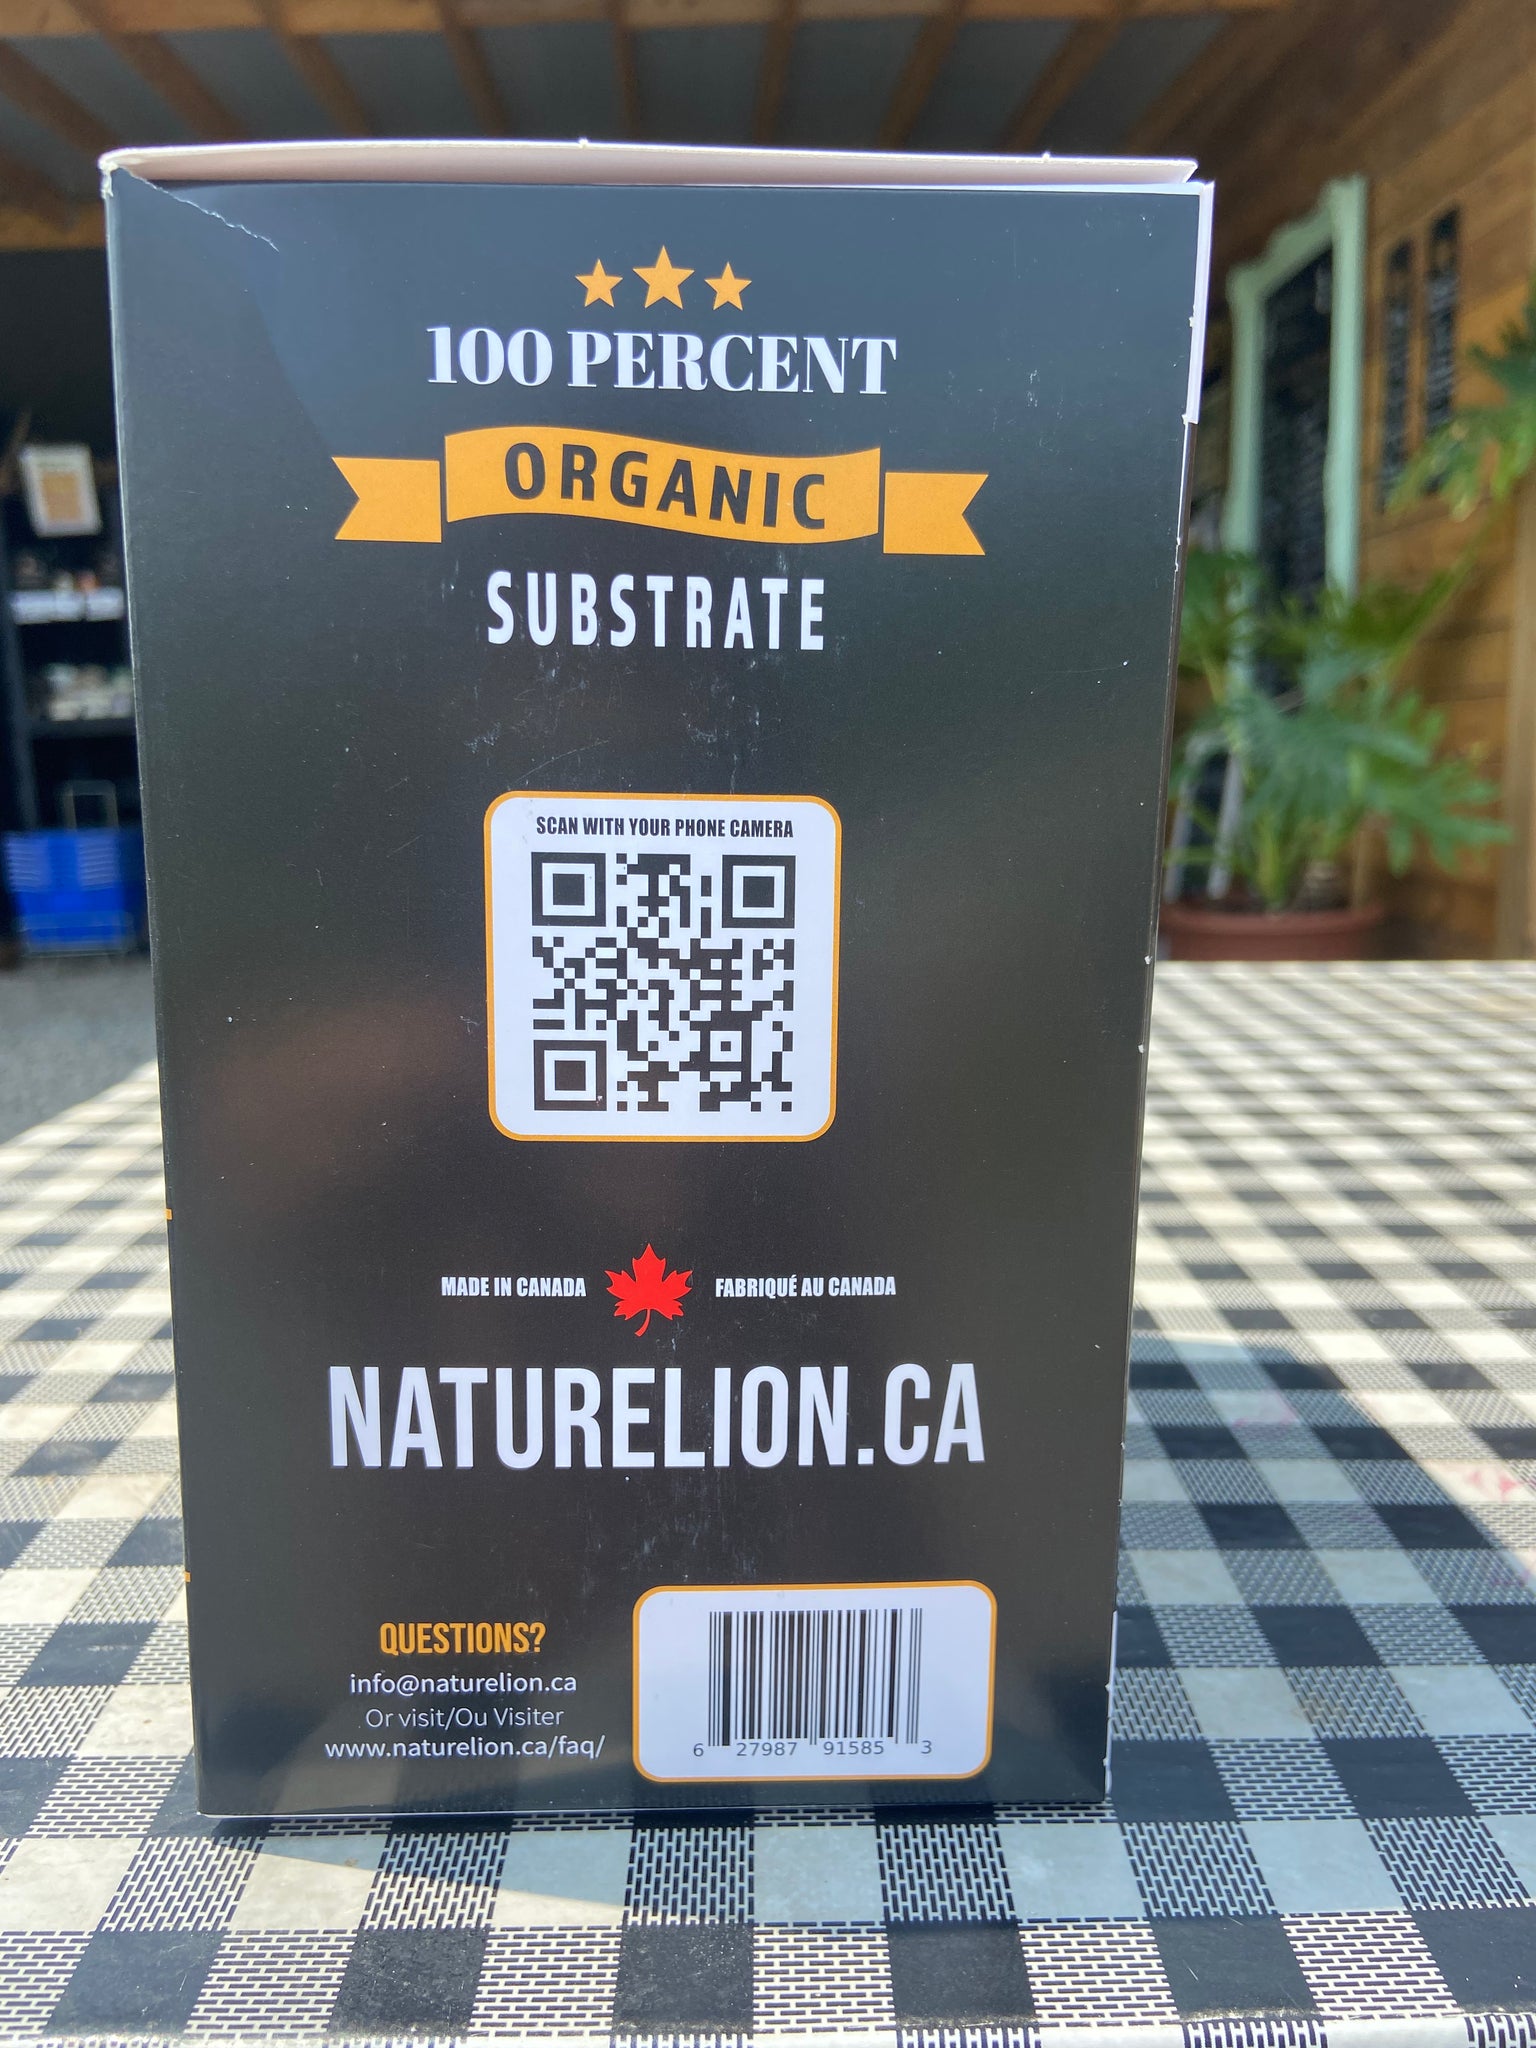 100 PERCENT
ORGANIC
SUBSTRATE
SCAN WITH YOUR PHONE CAMERA
MADE IN CANADA FABRIQUÉ AU CANADA
NATURELION.CA
QUESTIONS?
info@naturelion.ca
Or visit/Ou Visiter
www.naturelion.ca/faq/
6 27987 91585 3